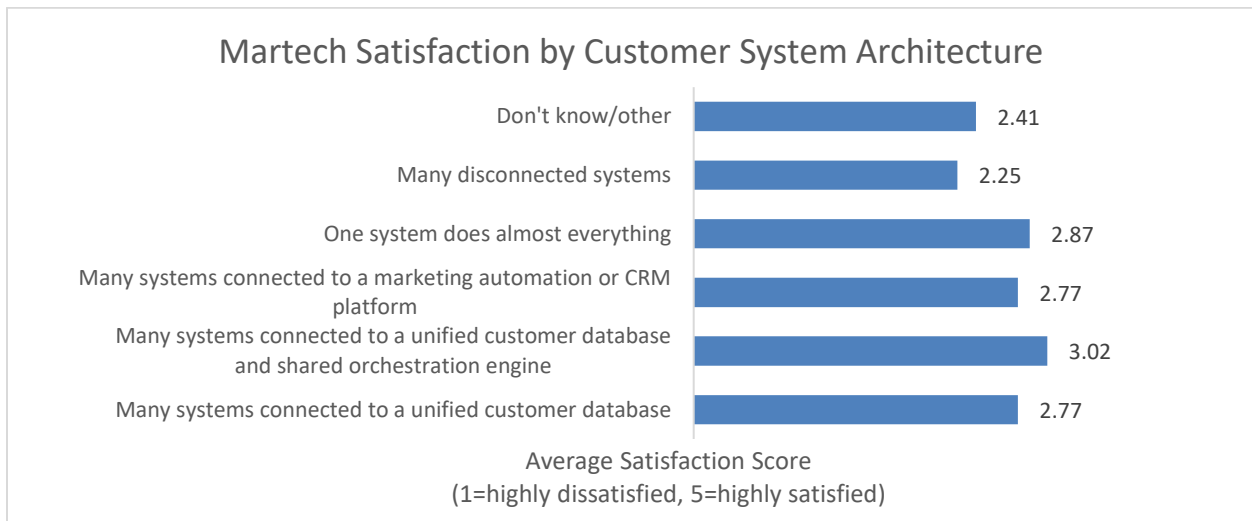 Martech Satisfaction by Customer System Architecture
Don't know/other
2.41
Many disconnected systems
2.25
One system does almost everything
2.87
Many systems connected to a marketing automation or CRM
platform
2.77
Many systems connected to a unified customer database
and shared orchestration engine
3.02
Many systems connected to a unified customer database
2.77
Average Satisfaction Score
(1=highly dissatisfied, 5=highly satisfied)